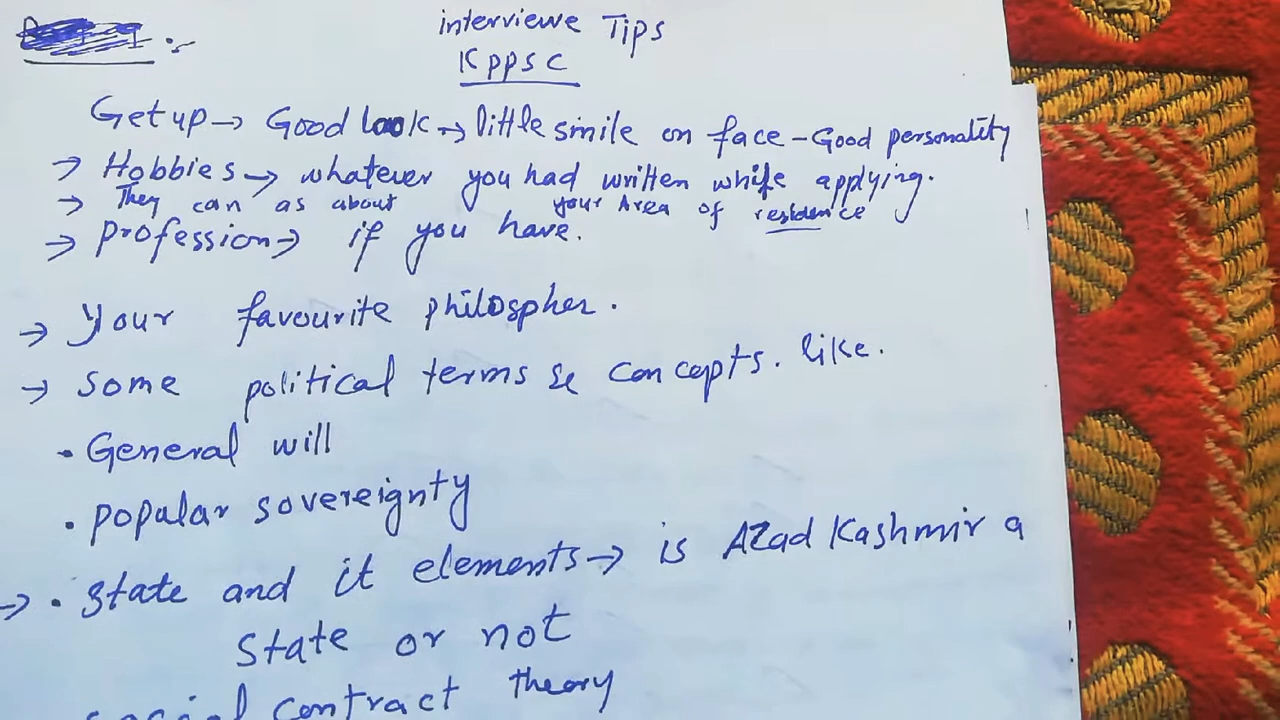 interviewe Tips
Kppsc
Getup → Good look → little smile on face - Good personality
→ Hobbies → whatever you had written while applying.
→ They can as about your Area of residence
→ profession → if you have.
→ your favourite philospher.
→ some political terms & concepts. like.
• General will
• popular sovereignty
→ • state and it elements → is Azad Kashmir a
state or not
social contract theory